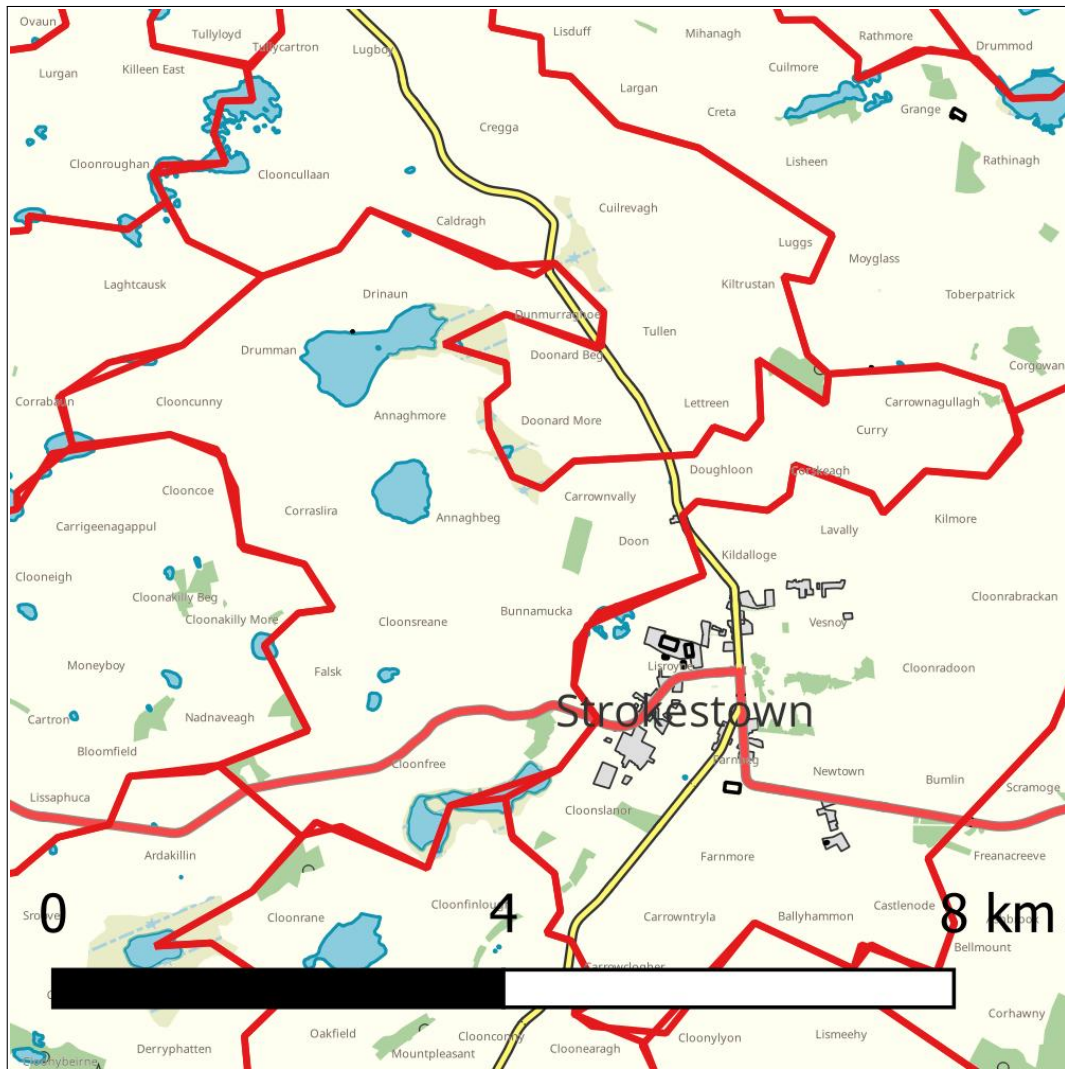 Ovaun
Tullyloyd
Tullycartron
Lugboy
Lisduff
Mihanagh
Rathmore
Drummod
Lurgan
Killeen East
Largan
Cuilmore
Creta
Grange
Cregga
Cloonroughan
Clooncullaan
Lisheen
Rathinagh
Caldragh
Cuilrevagh
Luggs
Moyglass
Laghtcausk
Drinaun
Kiltrustan
Toberpatrick
Dunmurraghoe
Tullen
Drumman
Doonard Beg
Corgowan
Corrabaun
Clooncunny
Annaghmore
Doonard More
Lettreen
Carrownagullagh
Curry
Clooncoe
Doughloon
Corskeagh
Corraslira
Annaghbeg
Carrownvally
Carrigeenagappul
Doon
Lavally
Kilmore
Kildalloge
Clooneigh
Cloonakilly Beg
Cloonakilly More
Cloonsreane
Bunnamucka
Vesnoy
Cloonrabrackan
Moneyboy
Falsk
Lisroyne
Cloonradoon
Cartron
Nadnaveagh
Strokestown
Bloomfield
Cloonfree
Farnbeg
Newtown
Bumlin
Scramoge
Lissaphuca
Cloonslanor
Ardakillin
Farnmore
Freanacreeve
Cloonrane
Cloonfinlough
Carrowntryla
Ballyhammon
Castlenode
0
4
8 km
Bellmount
Carrowclogher
Oakfield
Clooncony
Cloonearagh
Cloonylyon
Lismeehy
Corhawny
Derryphatten
Mountpleasant
Cloonybeirne